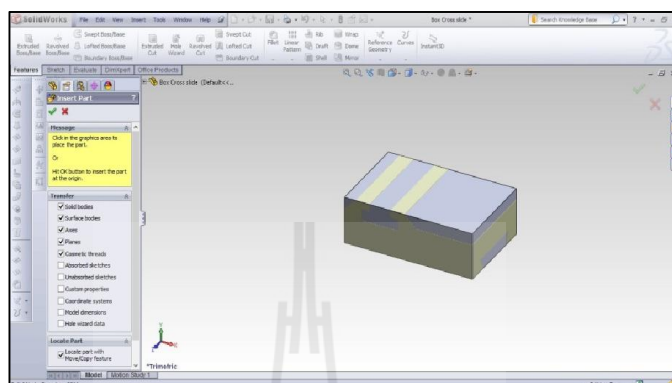 SolidWorks File Edit View Insert Tools Window Help
Box Cross slide *
Search Knowledge Base
Extruded Boss/Base
Revolved Boss/Base
Swept Boss/Base
Lofted Boss/Base
Boundary Boss/Base
Extruded Cut
Hole Wizard
Revolved Cut
Swept Cut
Lofted Cut
Boundary Cut
Fillet
Linear Pattern
Rib
Draft
Shell
Wrap
Dome
Mirror
Reference Geometry
Curves
Instant3D
Features Sketch Evaluate DimXpert Office Products
Box Cross slide (Default<<...
Insert Part
?
Message
Click in the graphics area to
place the part.
Or
Hit OK button to insert the part
at the origin.
Transfer
Solid bodies
Surface bodies
Axes
Planes
Cosmetic threads
Absorbed sketches
Unabsorbed sketches
Custom properties
Coordinate systems
Model dimensions
Hole wizard data
Locate Part
Locate part with
Move/Copy feature
*Trimetric
Model Motion Study 1